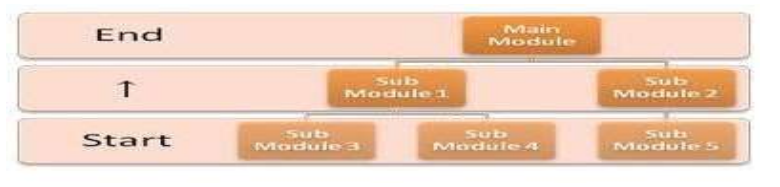 End
Main
Module
↑
Sub
Module 1
Sub
Module 2
Start
Sub
Module 3
Sub
Module 4
Sub
Module 5